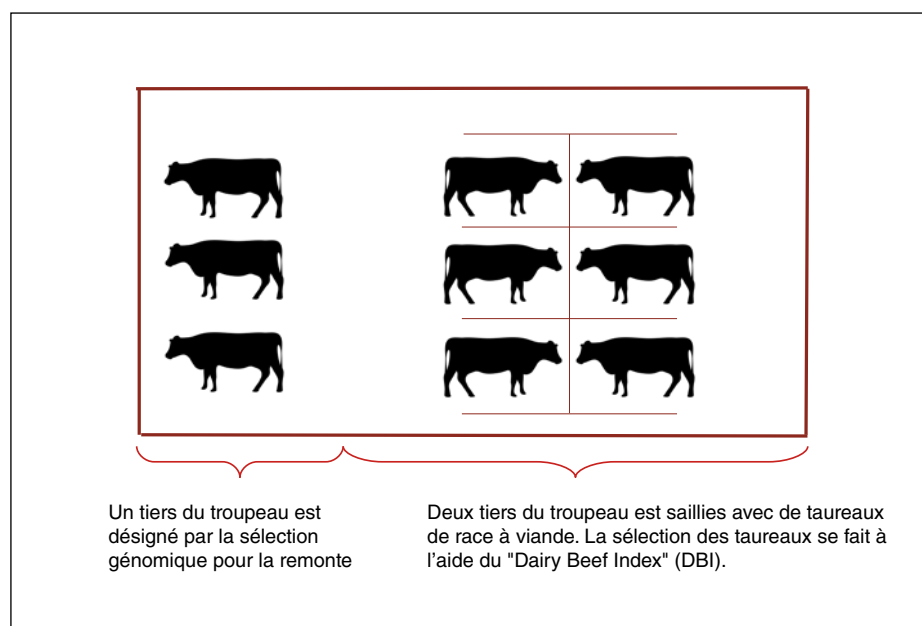 Un tiers du troupeau est
désigné par la sélection
génomique pour la remonte
Deux tiers du troupeau est saillies avec de taureaux
de race à viande. La sélection des taureaux se fait à
l'aide du "Dairy Beef Index" (DBI).